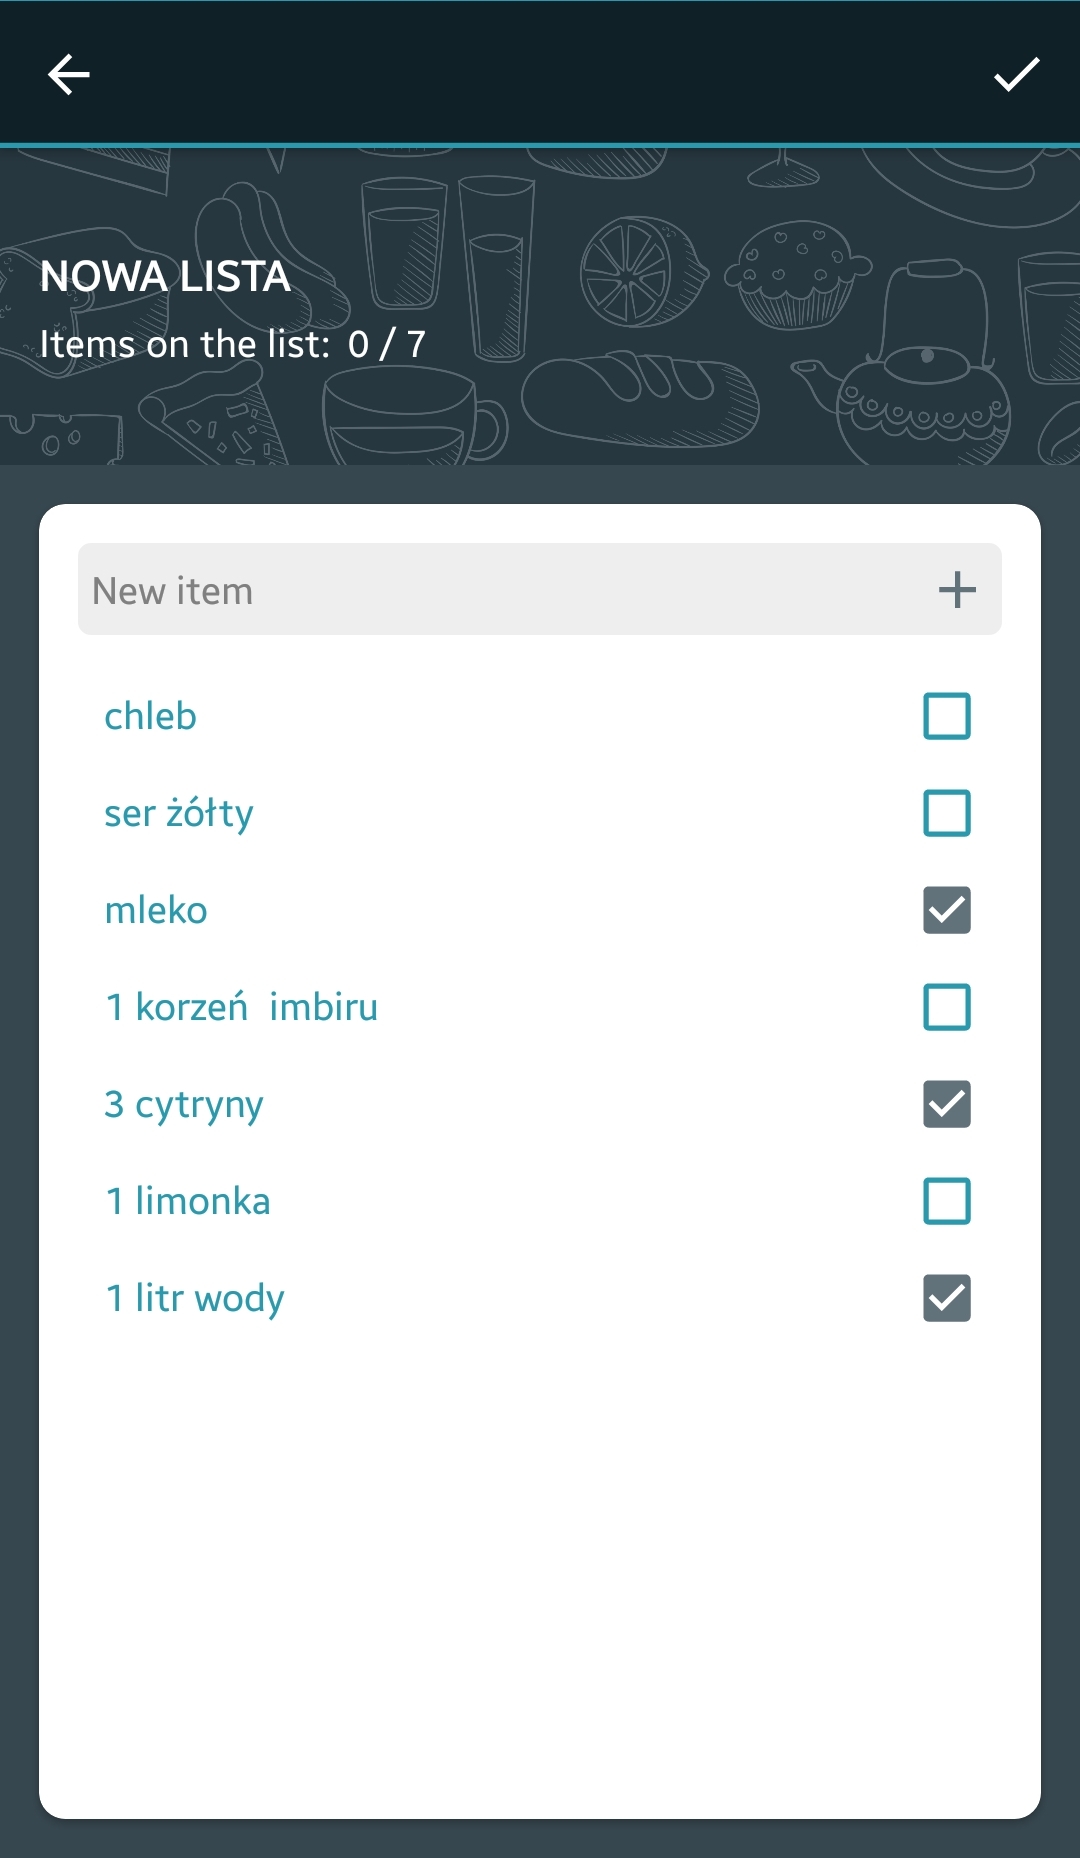 NOWA LISTA
Items on the list: 0 / 7
New item
chleb
ser żółty
mleko
1 korzeń  imbiru
3 cytryny
1 limonka
1 litr wody